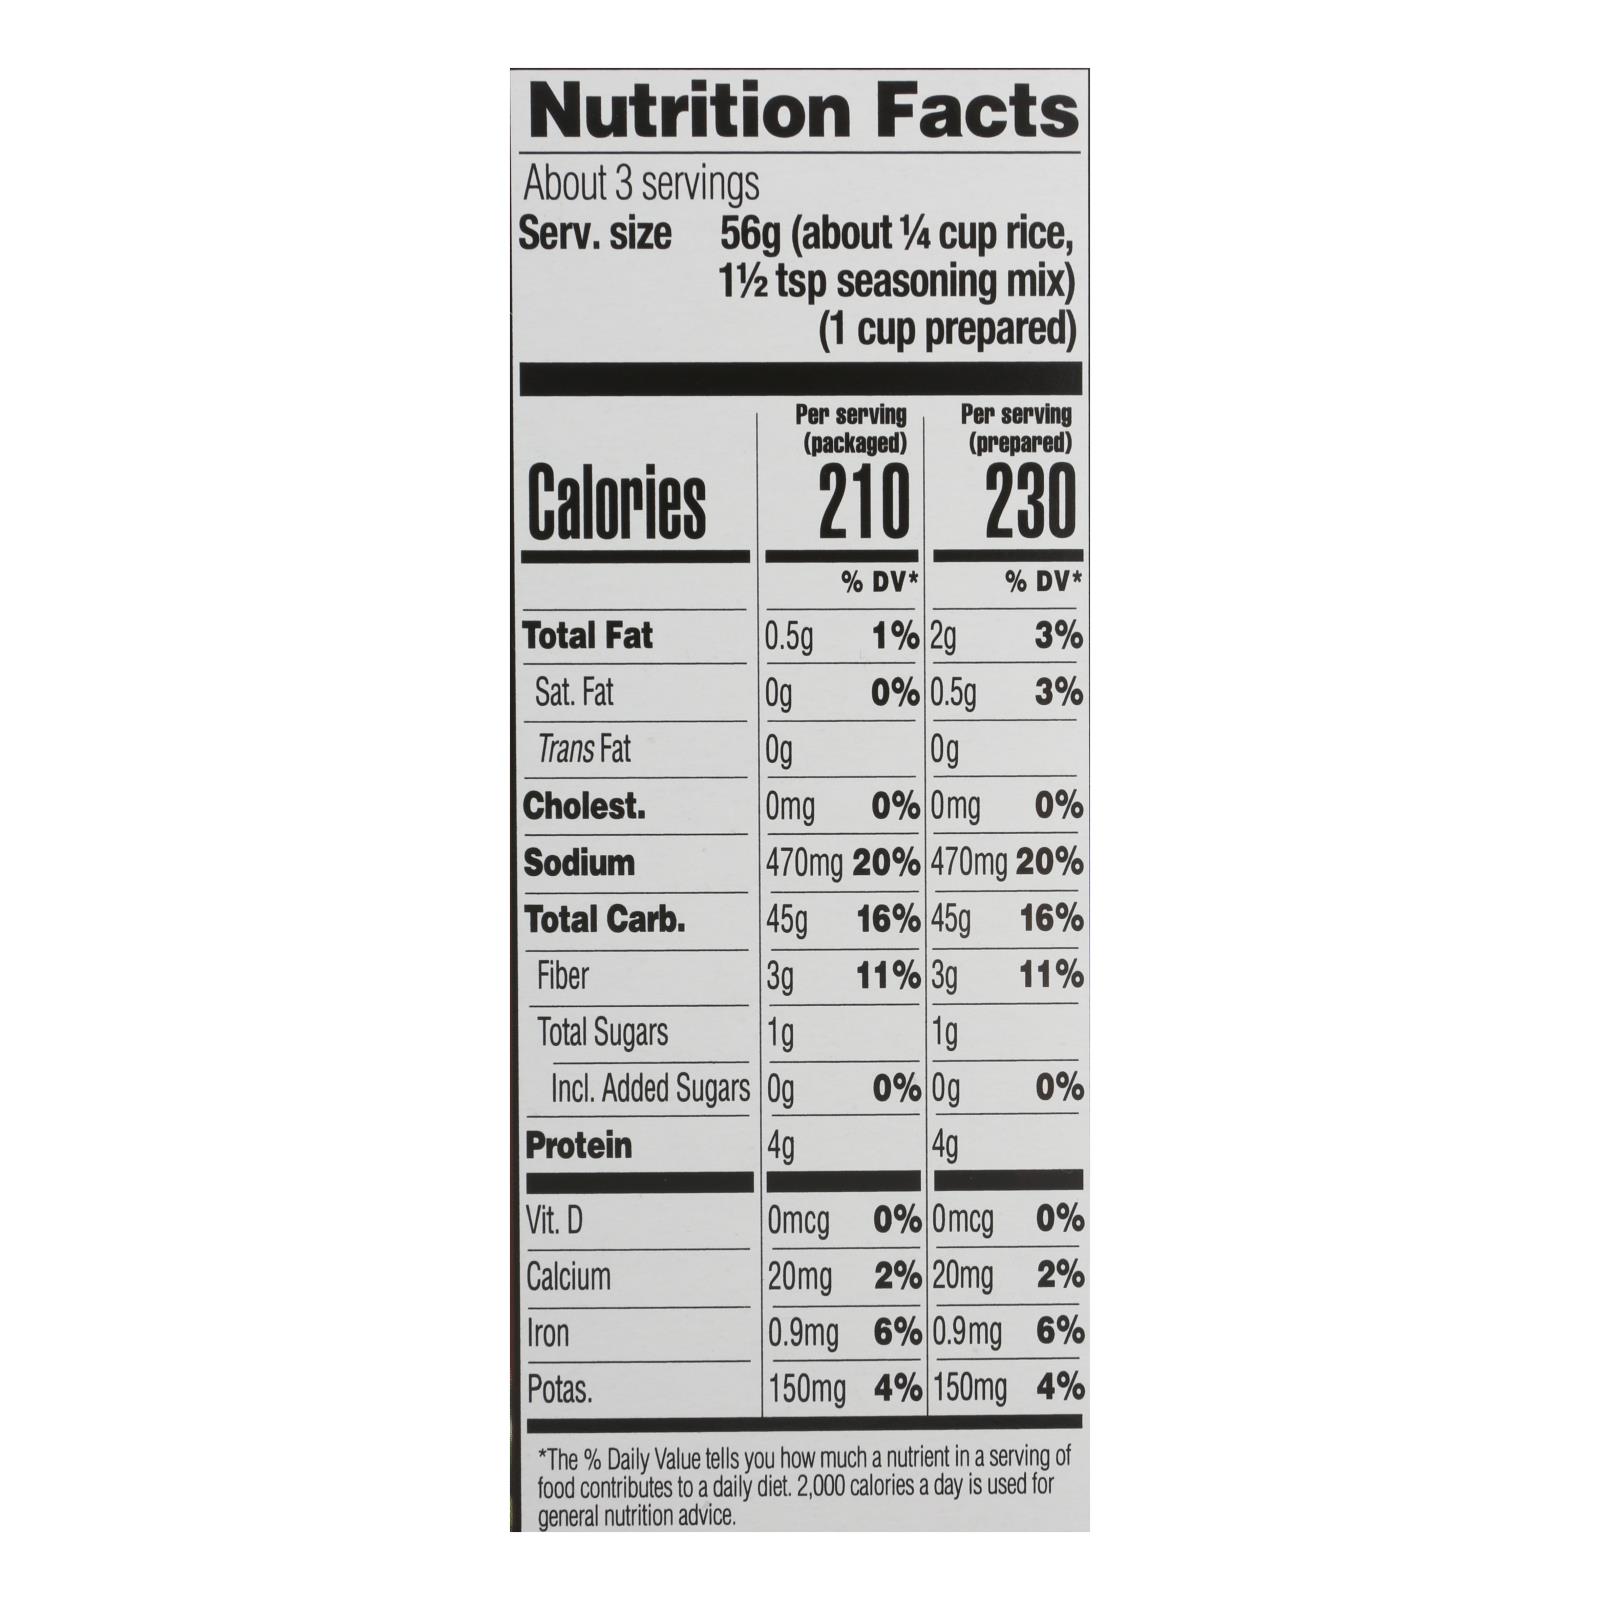 Nutrition Facts
About 3 servings
Serv. size 56g (about ¼ cup rice,
1½ tsp seasoning mix)
(1 cup prepared)
Per serving Per serving
(packaged) (prepared)
Calories 210 230
% DV* % DV*
Total Fat 0.5g 1% 2g 3%
Sat. Fat 0g 0% 0.5g 3%
Trans Fat 0g 0g
Cholest. 0mg 0% 0mg 0%
Sodium 470mg 20% 470mg 20%
Total Carb. 45g 16% 45g 16%
Fiber 3g 11% 3g 11%
Total Sugars 1g 1g
Incl. Added Sugars 0g 0% 0g 0%
Protein 4g 4g
Vit. D 0mcg 0% 0mcg 0%
Calcium 20mg 2% 20mg 2%
Iron 0.9mg 6% 0.9mg 6%
Potas. 150mg 4% 150mg 4%
*The % Daily Value tells you how much a nutrient in a serving of
food contributes to a daily diet. 2,000 calories a day is used for
general nutrition advice.